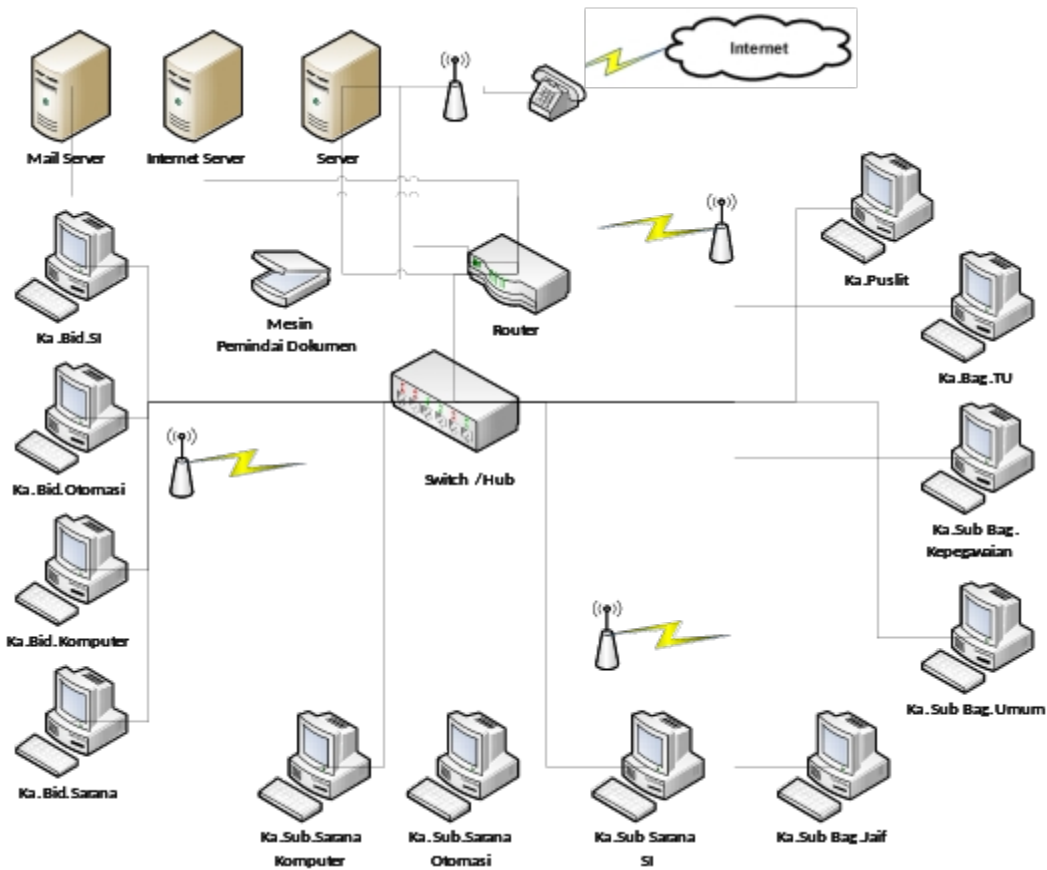 Internet
Mail Server
Internet Server
Server
Ka.Puslit
Ka.Bid.SI
Mesin
Pemindai Dokumen
Router
Ka.Bag.TU
Ka.Bid.Otomasi
Switch /Hub
Ka.Sub Bag.
Kepegawaian
Ka.Bid.Komputer
Ka.Sub Bag.Umum
Ka.Bid.Sarana
Ka.Sub.Sarana
Komputer
Ka.Sub.Sarana
Otomasi
Ka.Sub Sarana
SI
Ka.Sub Bag.Jaif